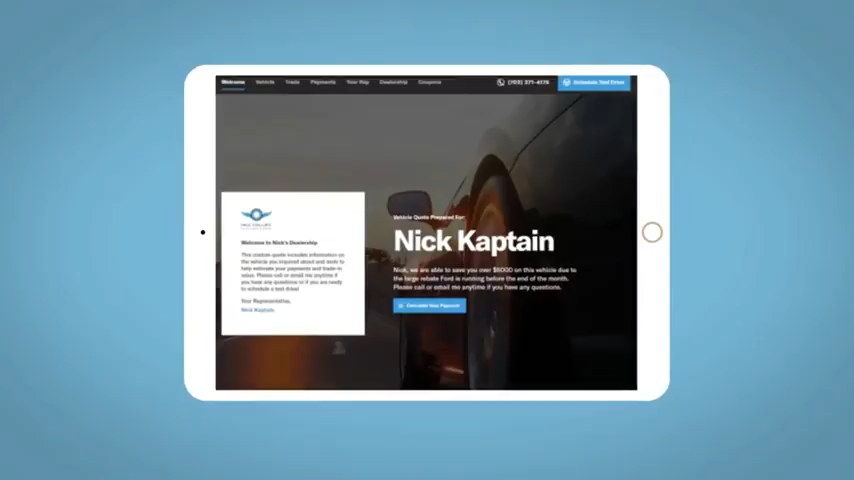 Welcome Vehicle Trade Payments Your Rep Dealership Coupons
Schedule Test Drive
Welcome to Nick's Dealership
This custom quote includes information on
the vehicle you inquired about and tools to
help estimate your payments and trade-in
value. Please call or email me anytime if
you have any questions or if you are ready
to schedule a test drive!
Your Representative,
Nick Kaptain
Vehicle Quote Prepared For:
Nick Kaptain
Nick, we are able to save you over $6000 on this vehicle due to
the large rebate Ford is running before the end of the month.
Please call or email me anytime if you have any questions.
Calculate Your Payment